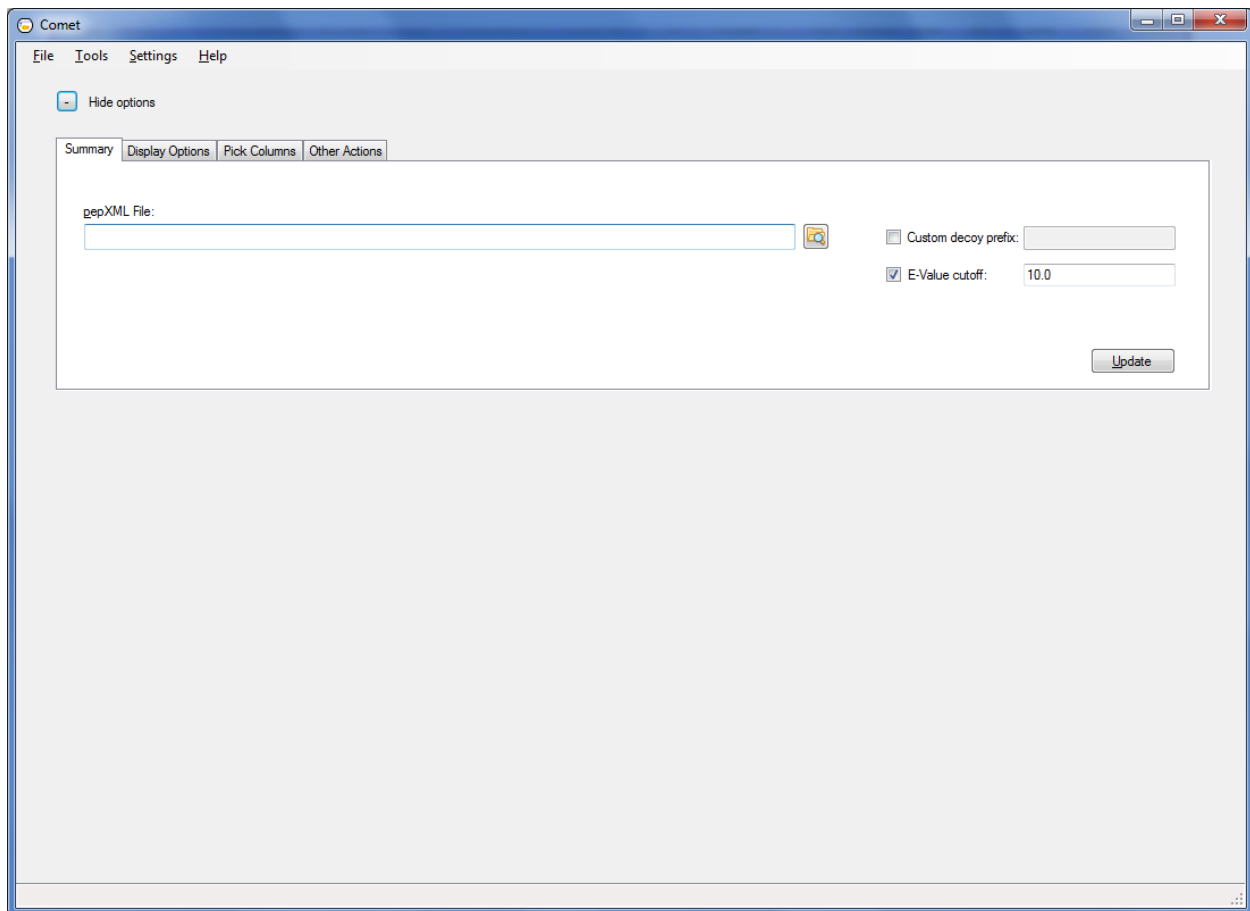 Comet
File Tools Settings Help
- Hide options
Summary Display Options Pick Columns Other Actions
pepXML File:
Custom decoy prefix:
E-Value cutoff: 10.0
Update